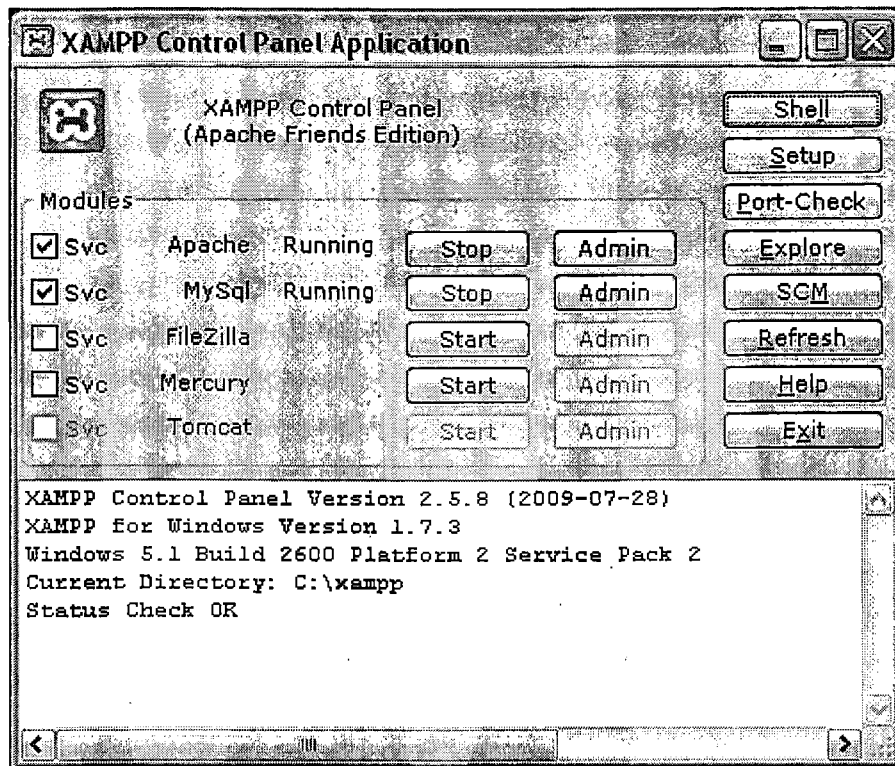 XAMPP Control Panel Application
XAMPP Control Panel
(Apache Friends Edition)
Shell
Setup
Port-Check
Explore
SCM
Refresh
Help
Exit
Modules
Svc Apache Running Stop Admin
Svc MySql Running Stop Admin
Svc FileZilla Start Admin
Svc Mercury Start Admin
Svc Tomcat Start Admin
XAMPP Control Panel Version 2.5.8 (2009-07-28)
XAMPP for Windows Version 1.7.3
Windows 5.1 Build 2600 Platform 2 Service Pack 2
Current Directory: C:\xampp
Status Check OK